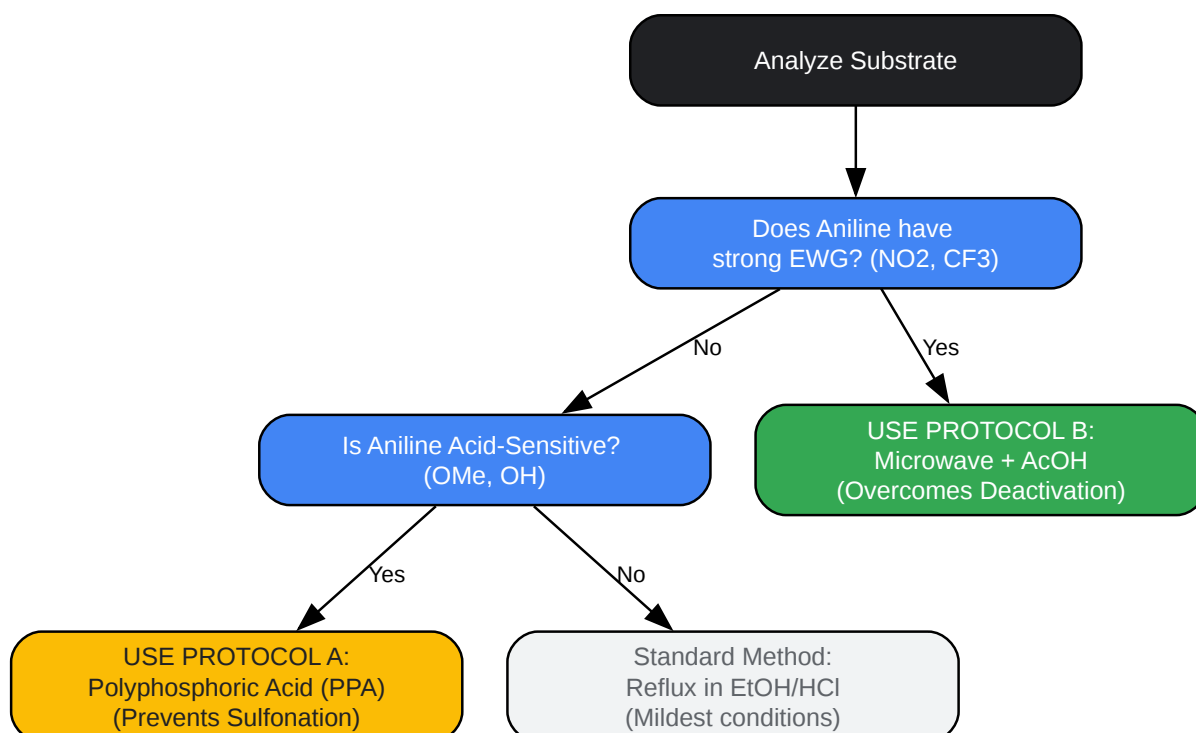 Analyze Substrate
Does Aniline have
strong EWG? (NO2, CF3)
No
Yes
Is Aniline Acid-Sensitive?
(OMe, OH)
USE PROTOCOL B:
Microwave + AcOH
(Overcomes Deactivation)
Yes
No
USE PROTOCOL A:
Polyphosphoric Acid (PPA)
(Prevents Sulfonation)
Standard Method:
Reflux in EtOH/HCl
(Mildest conditions)